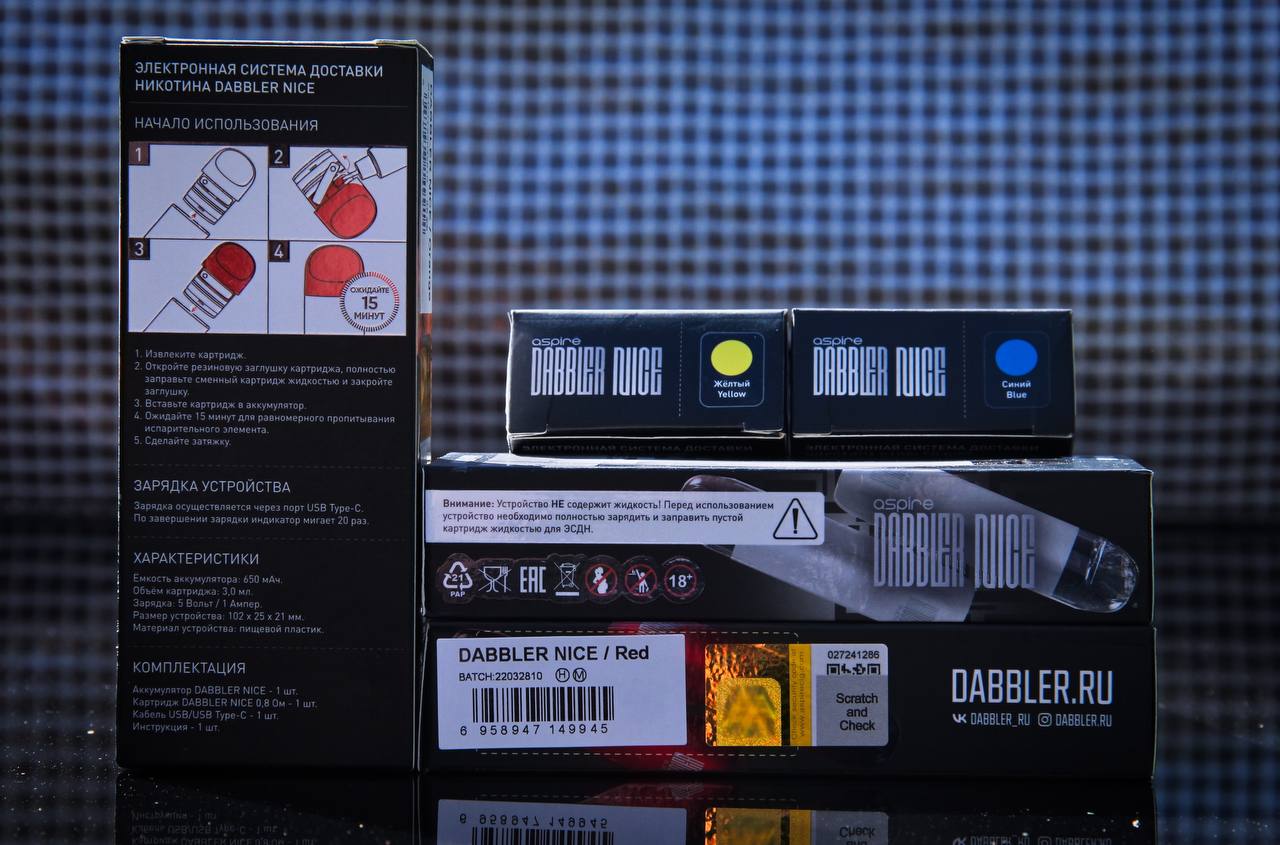 ЭЛЕКТРОННАЯ СИСТЕМА ДОСТАВКИ
НИКОТИНА DABBLER NICE
НАЧАЛО ИСПОЛЬЗОВАНИЯ
1
2
3
4
ОЖИДАЙТЕ
15
МИНУТ
1. Извлеките картридж.
2. Откройте резиновую заглушку картриджа, полностью
заправьте сменный картридж жидкостью и закройте
заглушку.
3. Вставьте картридж в аккумулятор.
4. Ожидайте 15 минут для равномерного пропитывания
испарительного элемента.
5. Сделайте затяжку.
ЗАРЯДКА УСТРОЙСТВА
Зарядка осуществляется через порт USB Type-C.
По завершении зарядки индикатор мигает 20 раз.
ХАРАКТЕРИСТИКИ
Емкость аккумулятора: 650 мАч.
Объём картриджа: 3,0 мл.
Зарядка: 5 Вольт / 1 Ампер.
Размер устройства: 102 x 25 x 21 мм.
Материал устройства: пищевой пластик.
КОМПЛЕКТАЦИЯ
Аккумулятор DABBLER NICE - 1 шт.
Картридж DABBLER NICE 0,8 Ом - 1 шт.
Кабель USB/USB Type-C - 1 шт.
Инструкция - 1 шт.
aspire
DABBLER NICE
Жёлтый
Yellow
aspire
DABBLER NICE
Синий
Blue
ЭЛЕКТРОННАЯ СИСТЕМА ДОСТАВКИ
ЭЛЕКТРОННАЯ СИСТЕМА ДОСТАВКИ
Внимание: Устройство НЕ содержит жидкость! Перед использованием
устройство необходимо полностью зарядить и заправить пустой
картридж жидкостью для ЭСДН.
aspire
DABBLER NICE
21
PAP
EAC
18+
DABBLER NICE / Red
BATCH:22032810 H M
6 958947 149945
027241286
Scratch
and
Check
DABBLER.RU
DABBLER_RU DABBLER.RU